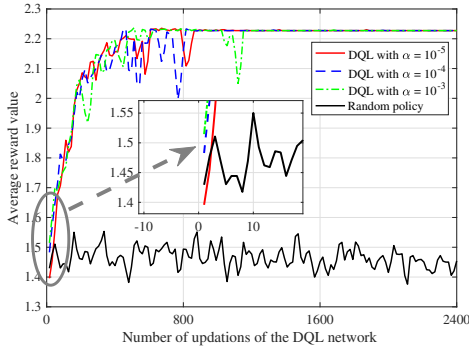 2.3
2.2
2.1
2
1.9
1.8
1.7
1.6
1.5
1.4
1.3
Average reward value
DQL with α = 10⁻⁵
DQL with α = 10⁻⁴
DQL with α = 10⁻³
Random policy
1.55
1.5
1.45
1.4
-10 0 10
0 800 1600 2400
Number of updations of the DQL network